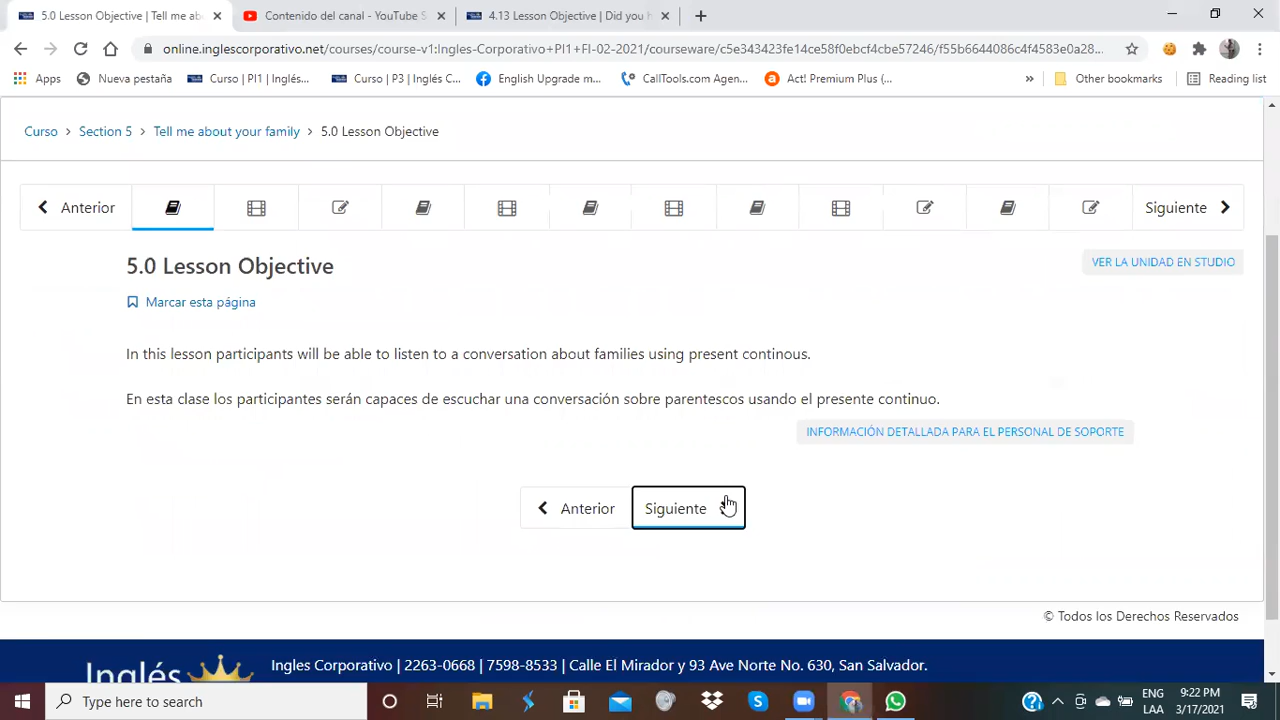 5.0 Lesson Objective | Tell me abo
Contenido del canal - YouTube S
4.13 Lesson Objective | Did you h
online.inglescorporativo.net/courses/course-v1:Ingles-Corporativo+PI1+FI-02-2021/courseware/c5e343423fe14ce58f0ebcf4cbe57246/f55b6644086c4f4583e0a28...
Apps
Nueva pestaña
Curso | PI1 | Inglés...
Curso | P3 | Inglés C...
English Upgrade m...
CallTools.com Agen...
Act! Premium Plus (...
»
Other bookmarks
Reading list
Curso > Section 5 > Tell me about your family > 5.0 Lesson Objective
Anterior
Siguiente
5.0 Lesson Objective
VER LA UNIDAD EN STUDIO
Marcar esta página
In this lesson participants will be able to listen to a conversation about families using present continous.
En esta clase los participantes serán capaces de escuchar una conversación sobre parentescos usando el presente continuo.
INFORMACIÓN DETALLADA PARA EL PERSONAL DE SOPORTE
Anterior
Siguiente
© Todos los Derechos Reservados
Inglés
Ingles Corporativo | 2263-0668 | 7598-8533 | Calle El Mirador y 93 Ave Norte No. 630, San Salvador.
Type here to search
ENG
LAA
9:22 PM
3/17/2021